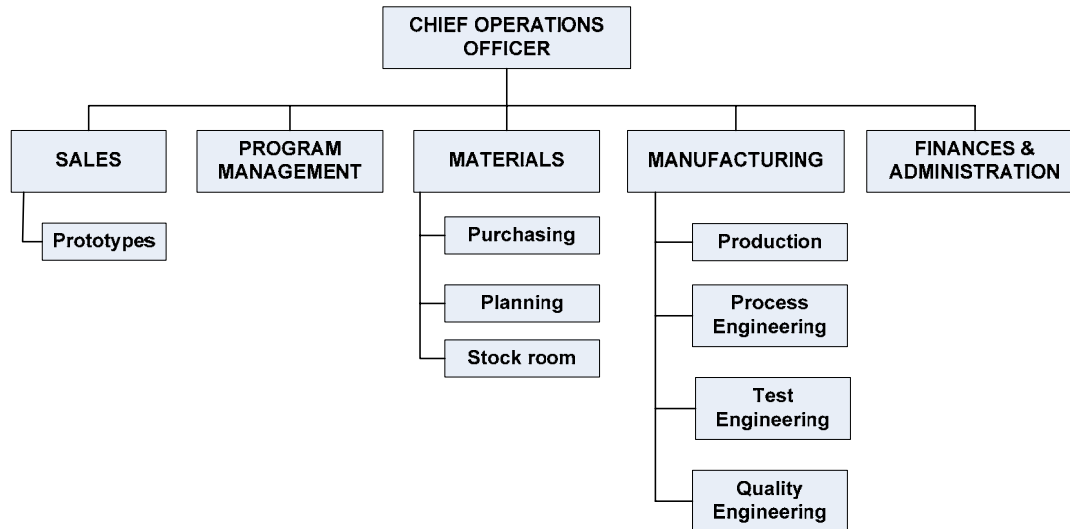 CHIEF OPERATIONS
OFFICER
SALES
PROGRAM
MANAGEMENT
MATERIALS
MANUFACTURING
FINANCES &
ADMINISTRATION
Prototypes
Purchasing
Planning
Stock room
Production
Process
Engineering
Test
Engineering
Quality
Engineering